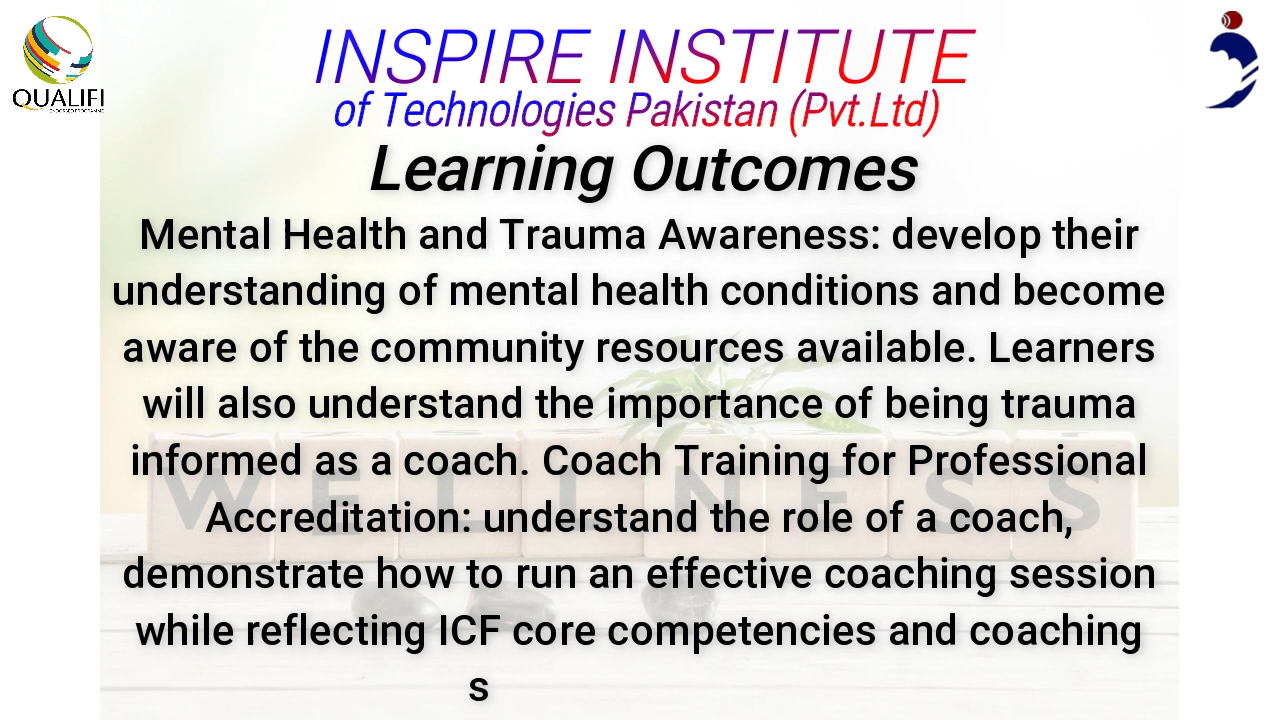 QUALIFI
ENDORSED PROGRAMME
INSPIRE INSTITUTE
of Technologies Pakistan (Pvt.Ltd)
Learning Outcomes
Mental Health and Trauma Awareness: develop their
understanding of mental health conditions and become
aware of the community resources available. Learners
will also understand the importance of being trauma
informed as a coach. Coach Training for Professional
Accreditation: understand the role of a coach,
demonstrate how to run an effective coaching session
while reflecting ICF core competencies and coaching
s
WELLNESS